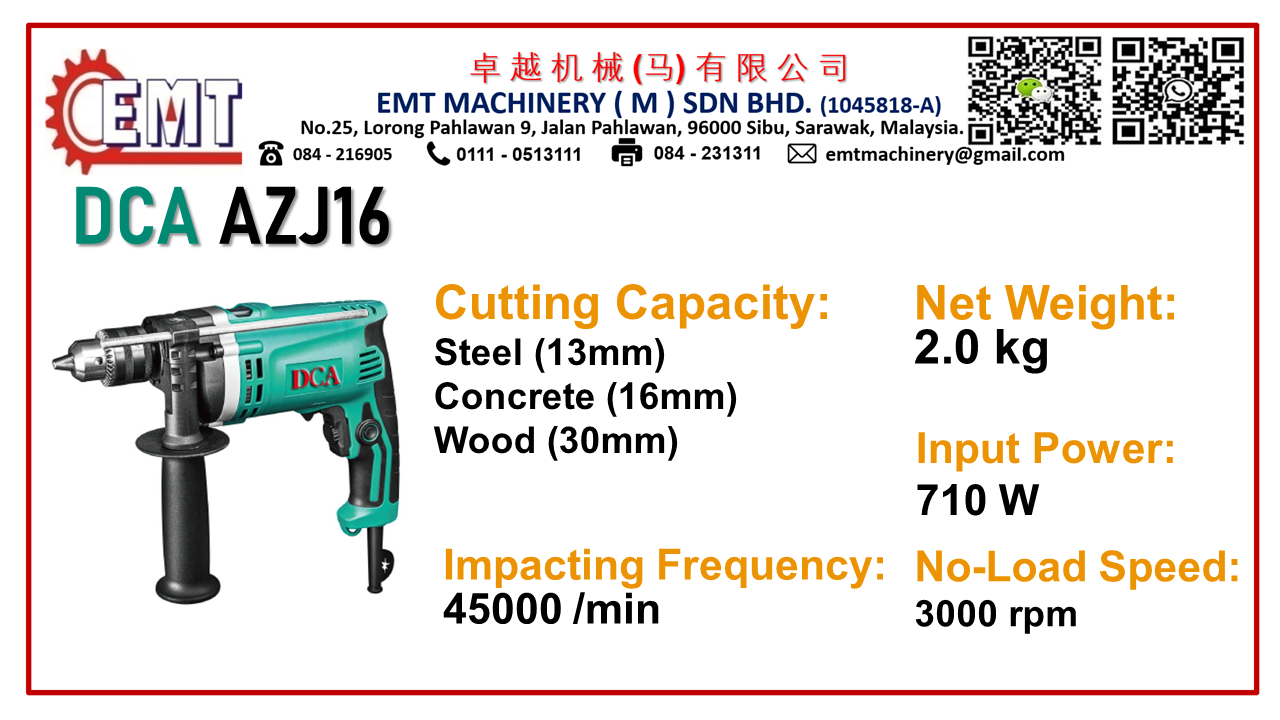 EMT
卓越机械(马)有限公司
EMT MACHINERY ( M ) SDN BHD. (1045818-A)
No.25, Lorong Pahlawan 9, Jalan Pahlawan, 96000 Sibu, Sarawak, Malaysia.
084 - 216905 0111 - 0513111 084 - 231311 emtmachinery@gmail.com
DCA AZJ16
DCA
Cutting Capacity:
Steel (13mm)
Concrete (16mm)
Wood (30mm)
Net Weight:
2.0 kg
Input Power:
710 W
Impacting Frequency:
45000 /min
No-Load Speed:
3000 rpm